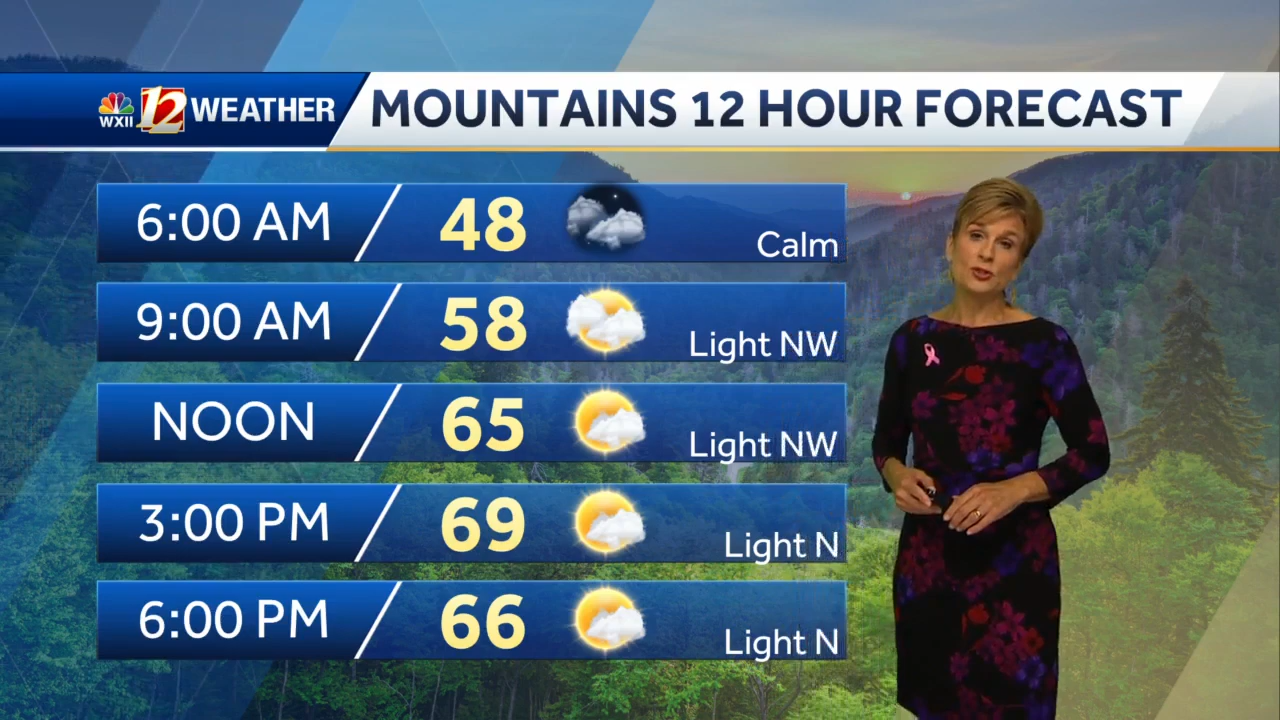 WXII 12 WEATHER
MOUNTAINS 12 HOUR FORECAST
6:00 AM 48 Calm
9:00 AM 58 Light NW
NOON 65 Light NW
3:00 PM 69 Light N
6:00 PM 66 Light N